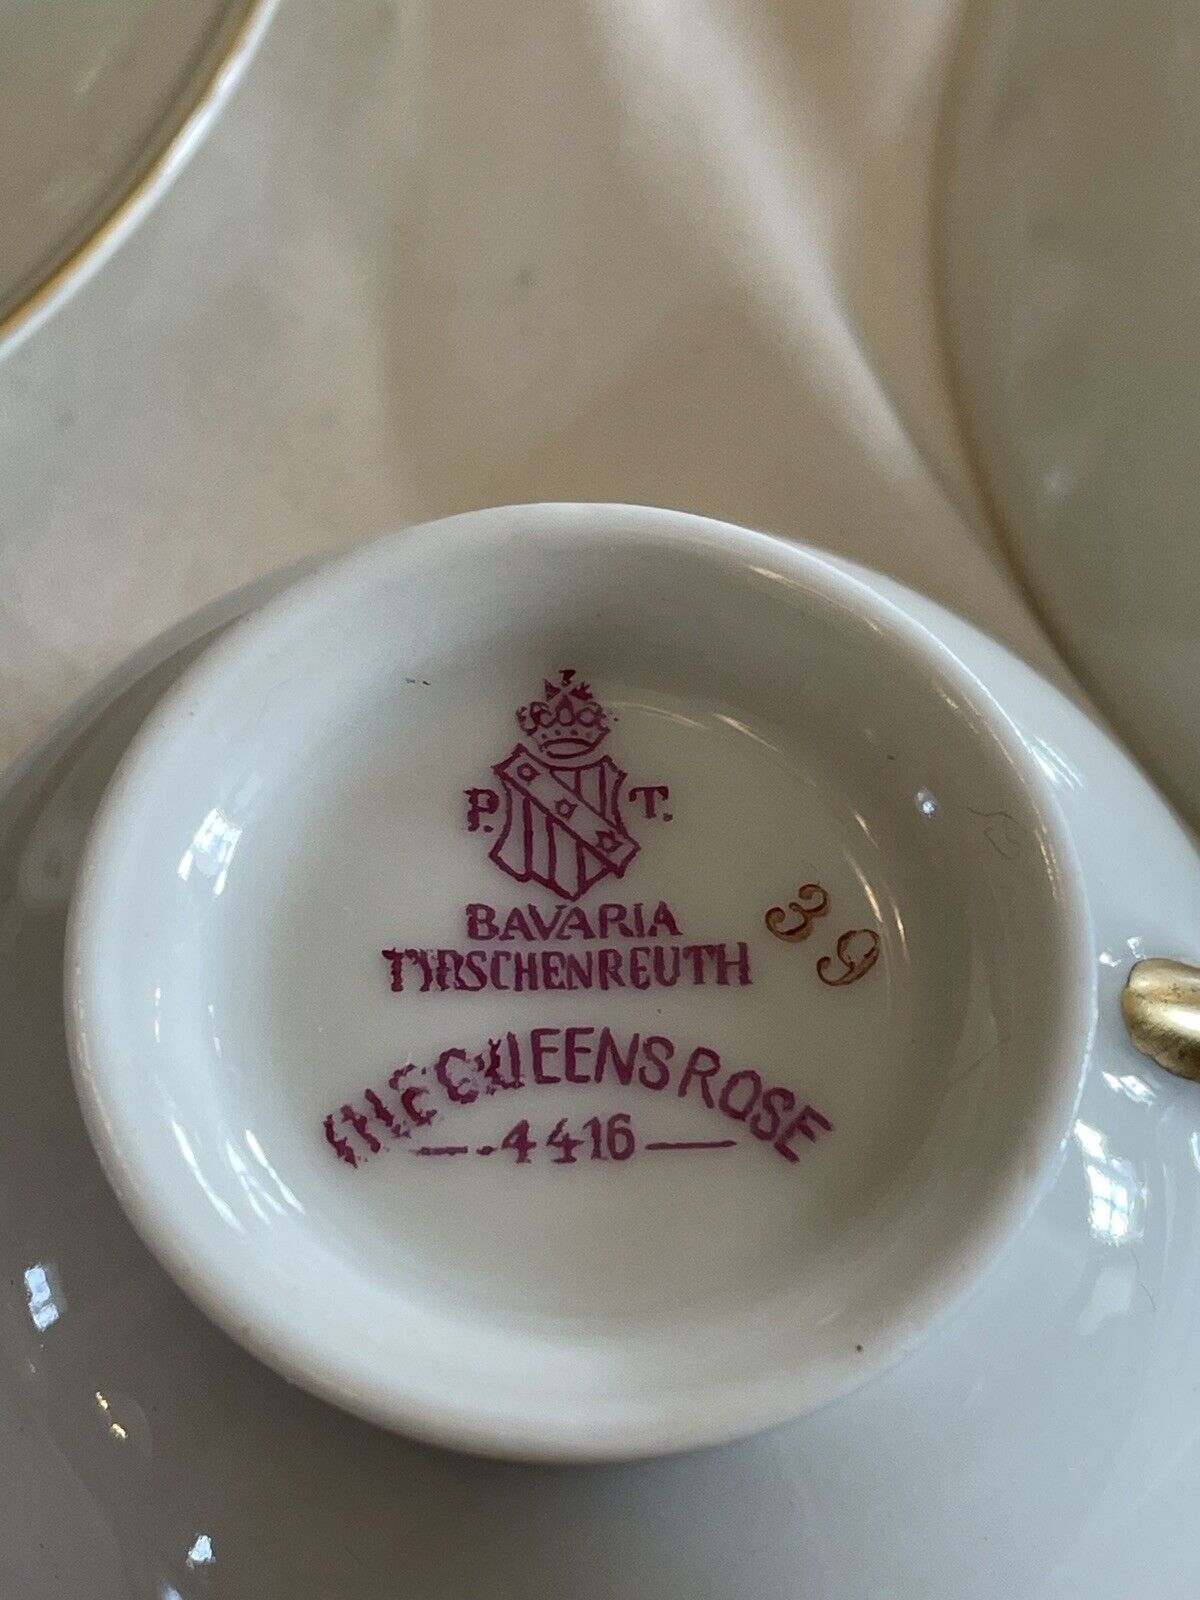 P. T.
BAVARIA
TIRSCHENREUTH
THE QUEENS ROSE
4416
39